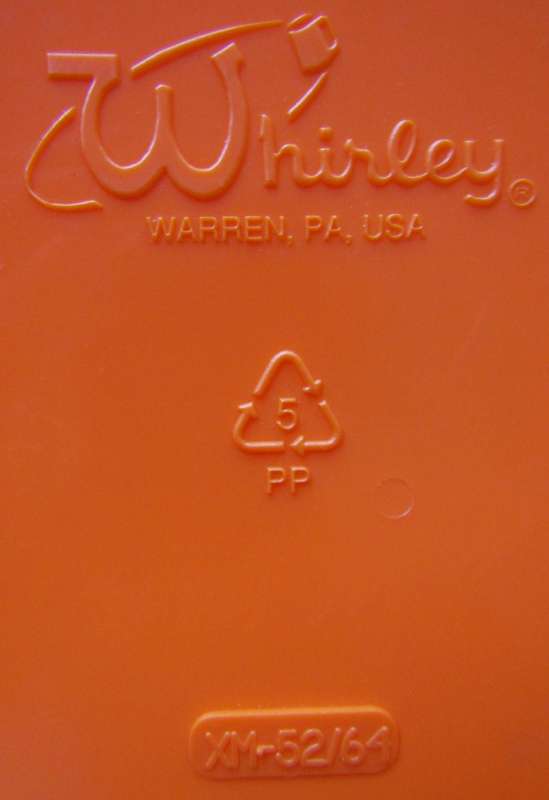 Whirley®
WARREN, PA, USA
5
PP
XM-52/64